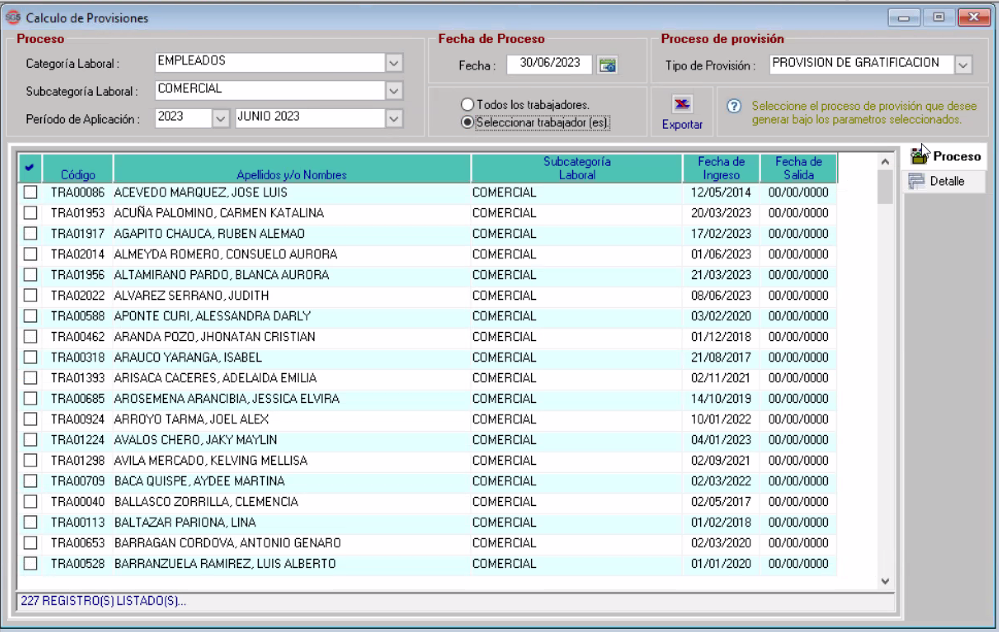 Calculo de Provisiones
Proceso
Categoría Laboral :
EMPLEADOS
Subcategoría Laboral :
COMERCIAL
Período de Aplicación :
2023
JUNIO 2023
Fecha de Proceso
Fecha :
30/06/2023
Todos los trabajadores.
Seleccionar trabajador (es).
Proceso de provisión
Tipo de Provisión :
PROVISION DE GRATIFICACION
Exportar
Seleccione el proceso de provisión que desee
generar bajo los parametros seleccionados.
Código Apellidos y/o Nombres Subcategoría Laboral Fecha de Ingreso Fecha de Salida
TRA00086 ACEVEDO MARQUEZ, JOSE LUIS COMERCIAL 12/05/2014 00/00/0000
TRA01953 ACUÑA PALOMINO, CARMEN KATALINA COMERCIAL 20/03/2023 00/00/0000
TRA01917 AGAPITO CHAUCA, RUBEN ALEMAO COMERCIAL 17/02/2023 00/00/0000
TRA02014 ALMEYDA ROMERO, CONSUELO AURORA COMERCIAL 01/06/2023 00/00/0000
TRA01956 ALTAMIRANO PARDO, BLANCA AURORA COMERCIAL 21/03/2023 00/00/0000
TRA02022 ALVAREZ SERRANO, JUDITH COMERCIAL 08/06/2023 00/00/0000
TRA00588 APONTE CURI, ALESSANDRA DARLY COMERCIAL 03/02/2020 00/00/0000
TRA00462 ARANDA POZO, JHONATAN CRISTIAN COMERCIAL 01/12/2018 00/00/0000
TRA00318 ARAUCO YARANGA, ISABEL COMERCIAL 21/08/2017 00/00/0000
TRA01393 ARISACA CACERES, ADELAIDA EMILIA COMERCIAL 02/11/2021 00/00/0000
TRA00685 AROSEMENA ARANCIBIA, JESSICA ELVIRA COMERCIAL 14/10/2019 00/00/0000
TRA00924 ARROYO TARMA, JOEL ALEX COMERCIAL 10/01/2022 00/00/0000
TRA01224 AVALOS CHERO, JAKY MAYLIN COMERCIAL 04/01/2023 00/00/0000
TRA01298 AVILA MERCADO, KELVING MELLISA COMERCIAL 02/09/2021 00/00/0000
TRA00709 BACA QUISPE, AYDEE MARTINA COMERCIAL 02/03/2022 00/00/0000
TRA00040 BALLASCO ZORRILLA, CLEMENCIA COMERCIAL 02/05/2017 00/00/0000
TRA00113 BALTAZAR PARIONA, LINA COMERCIAL 01/02/2018 00/00/0000
TRA00653 BARRAGAN CORDOVA, ANTONIO GENARO COMERCIAL 02/03/2020 00/00/0000
TRA00528 BARRANZUELA RAMIREZ, LUIS ALBERTO COMERCIAL 01/01/2020 00/00/0000
227 REGISTRO(S) LISTADO(S)...
Proceso
Detalle